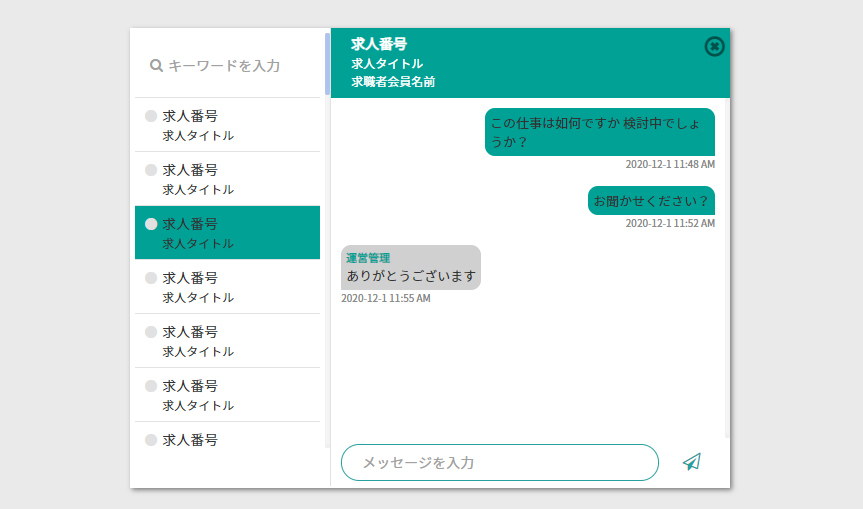 キーワードを入力
求人番号
求人タイトル
求人番号
求人タイトル
求人番号
求人タイトル
求人番号
求人タイトル
求人番号
求人タイトル
求人番号
求人タイトル
求人番号
求人番号
求人タイトル
求職者会員名前
この仕事は如何ですか 検討中でしょ
うか？
2020-12-1 11:48 AM
お聞かせください？
2020-12-1 11:52 AM
運営管理
ありがとうございます
2020-12-1 11:55 AM
メッセージを入力